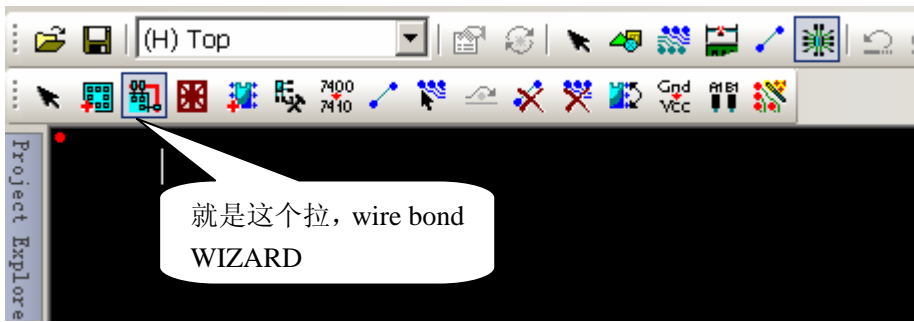 (H) Top
7400
7410
Gnd
Vcc
A1 B1
Project Explore
就是这个拉，wire bond
WIZARD